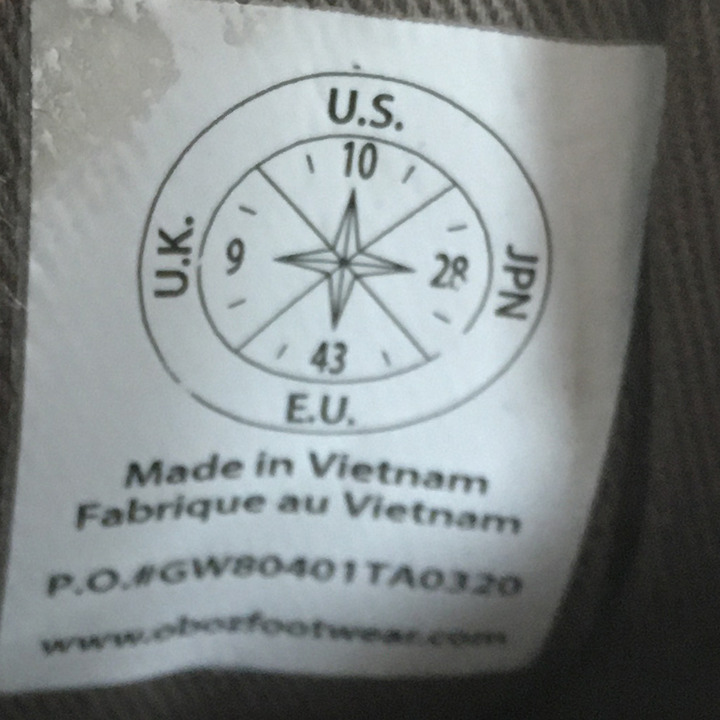 U.S.
10
U.K.
9
28
JPN
43
E.U.
Made in Vietnam
Fabrique au Vietnam
P.O.#GW80401TA0320
www.obozfootwear.com